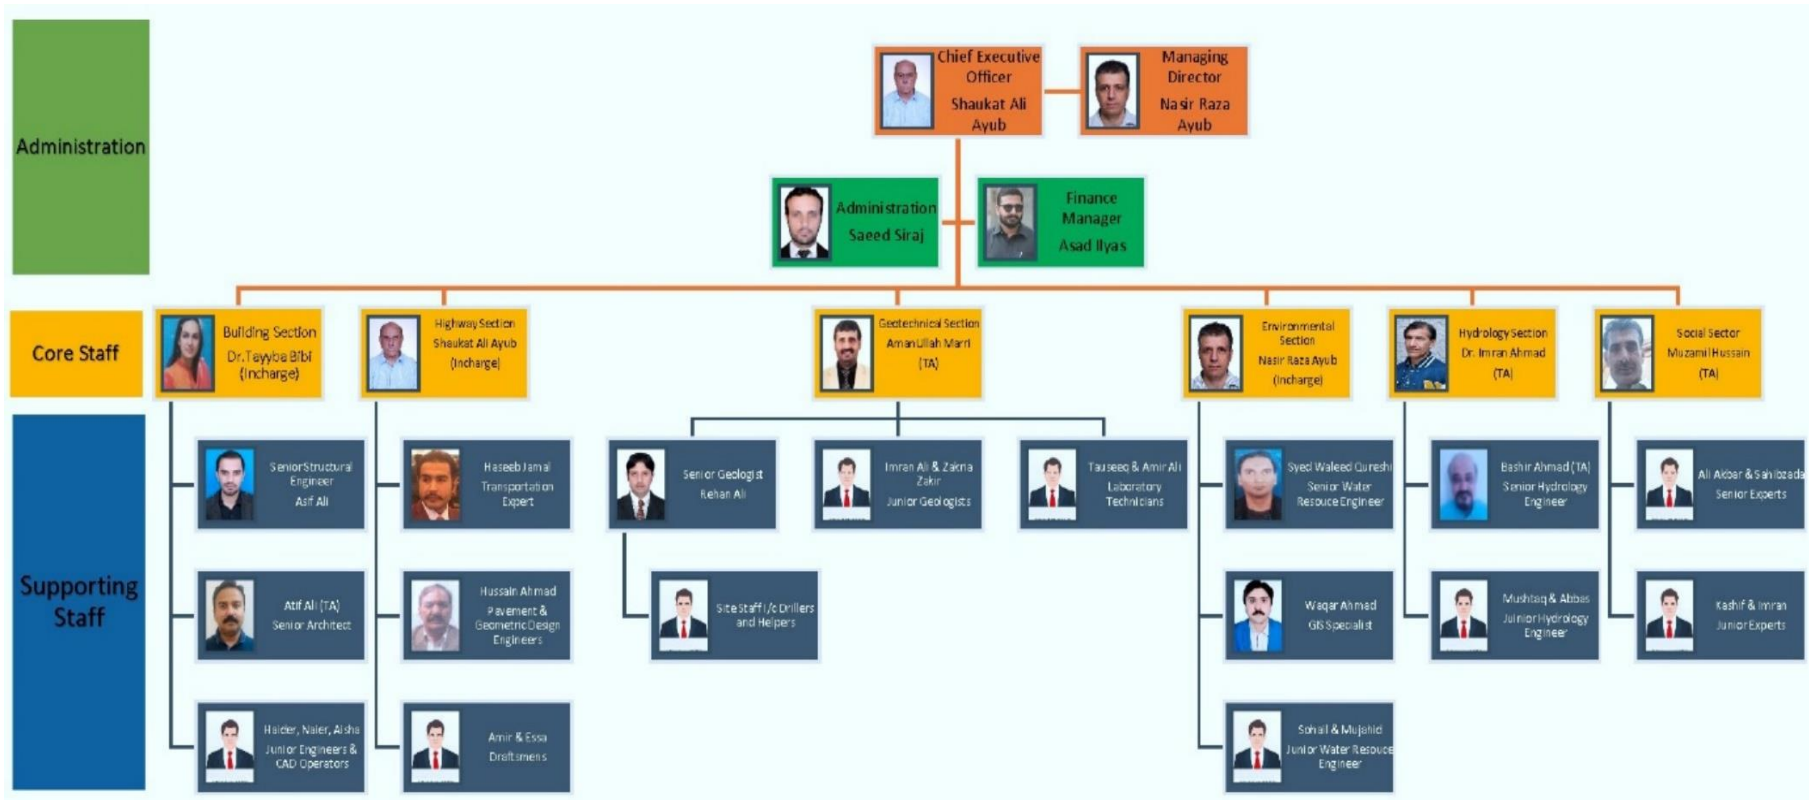 Administration
Chief Executive
Officer
Shaukat Ali
Ayub
Managing
Director
Nasir Raza
Ayub
Administration
Saeed Siraj
Finance
Manager
Asad Ilyas
Core Staff
Building Section
Dr.Tayyba Bibi
(Incharge)
Highway Section
Shaukat Ali Ayub
(Incharge)
Geotechnical Section
Aman Ullah Marri
(TA)
Environmental
Section
Nasir Raza Ayub
(Incharge)
Hydrology Section
Dr. Imran Ahmad
(TA)
Social Sector
Muzamil Hussain
(TA)
Supporting
Staff
Senior Structural
Engineer
Asif Ali
Haseeb Jamal
Transportation
Expert
Senior Geologist
Rehan Ali
Imran Ali & Zakria
Zakir
Junior Geologists
Tauseeq & Amir Ali
Laboratory
Technicians
Syed Waleed Qureshi
Senior Water
Resouce Engineer
Bashir Ahmad (TA)
Senior Hydrology
Engineer
Ali Akbar & Sahibzada
Senior Experts
Atif Ali (TA)
Senior Architect
Hussain Ahmad
Pavement &
Geometric Design
Engineers
Site Staff i/c Drillers
and Helpers
Waqar Ahmad
GIS Specialist
Mushtaq & Abbas
Juinior Hydrology
Engineer
Kashif & Imran
Junior Experts
Haider, Naier, Aisha
Junior Engineers &
CAD Operators
Amir & Essa
Draftsmens
Sohail & Mujahid
Junior Water Resouce
Engineer